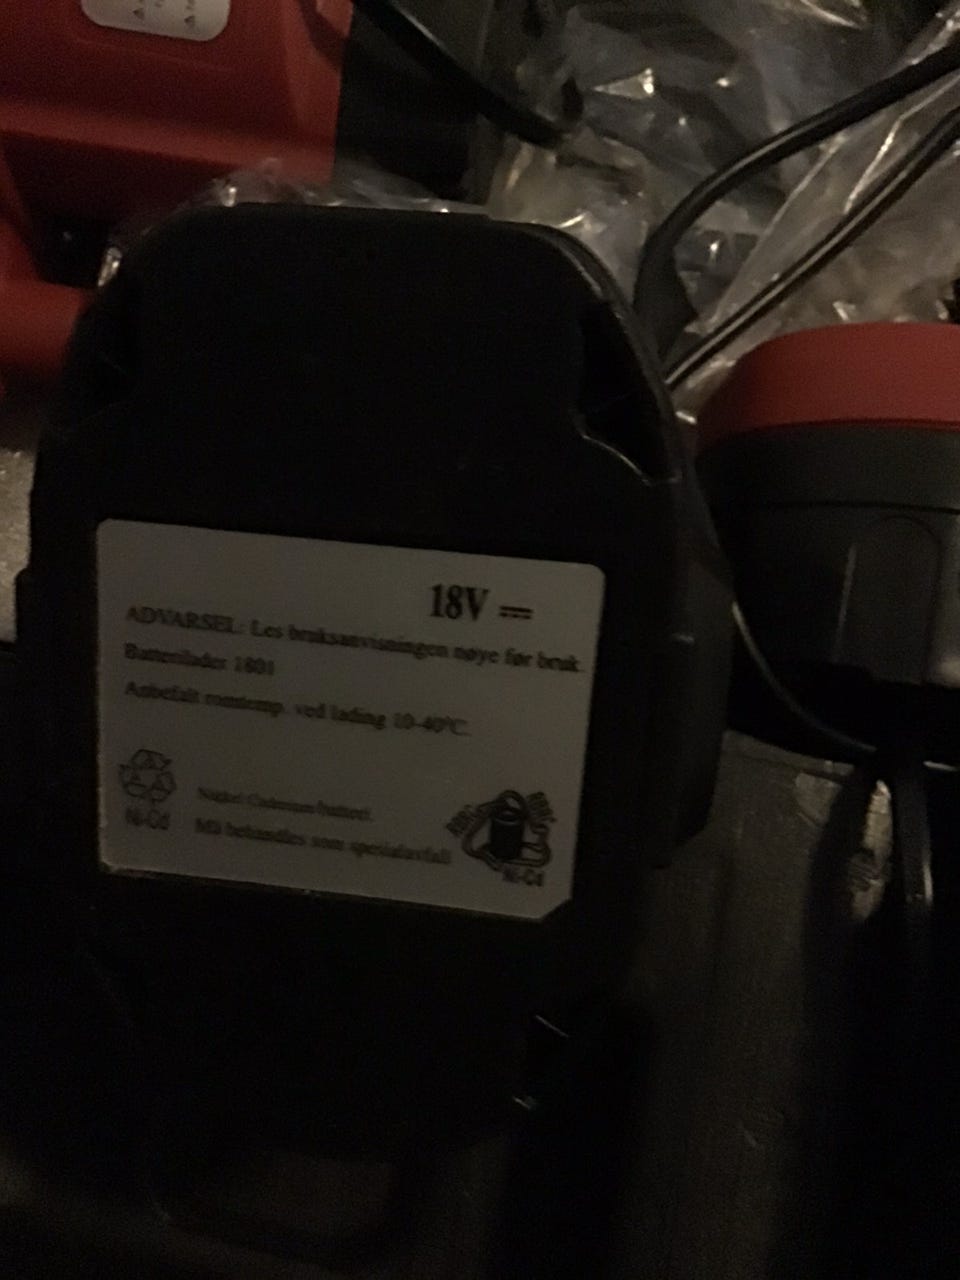 18V
ADVARSEL: Les bruksanvisningen nøye før bruk.
Batterilader 1801
Anbefalt romtemp. ved lading 10-40°C.
Nikkel Cadmium batteri.
Må behandles som spesialavfall
Ni-Cd
Ni-Cd